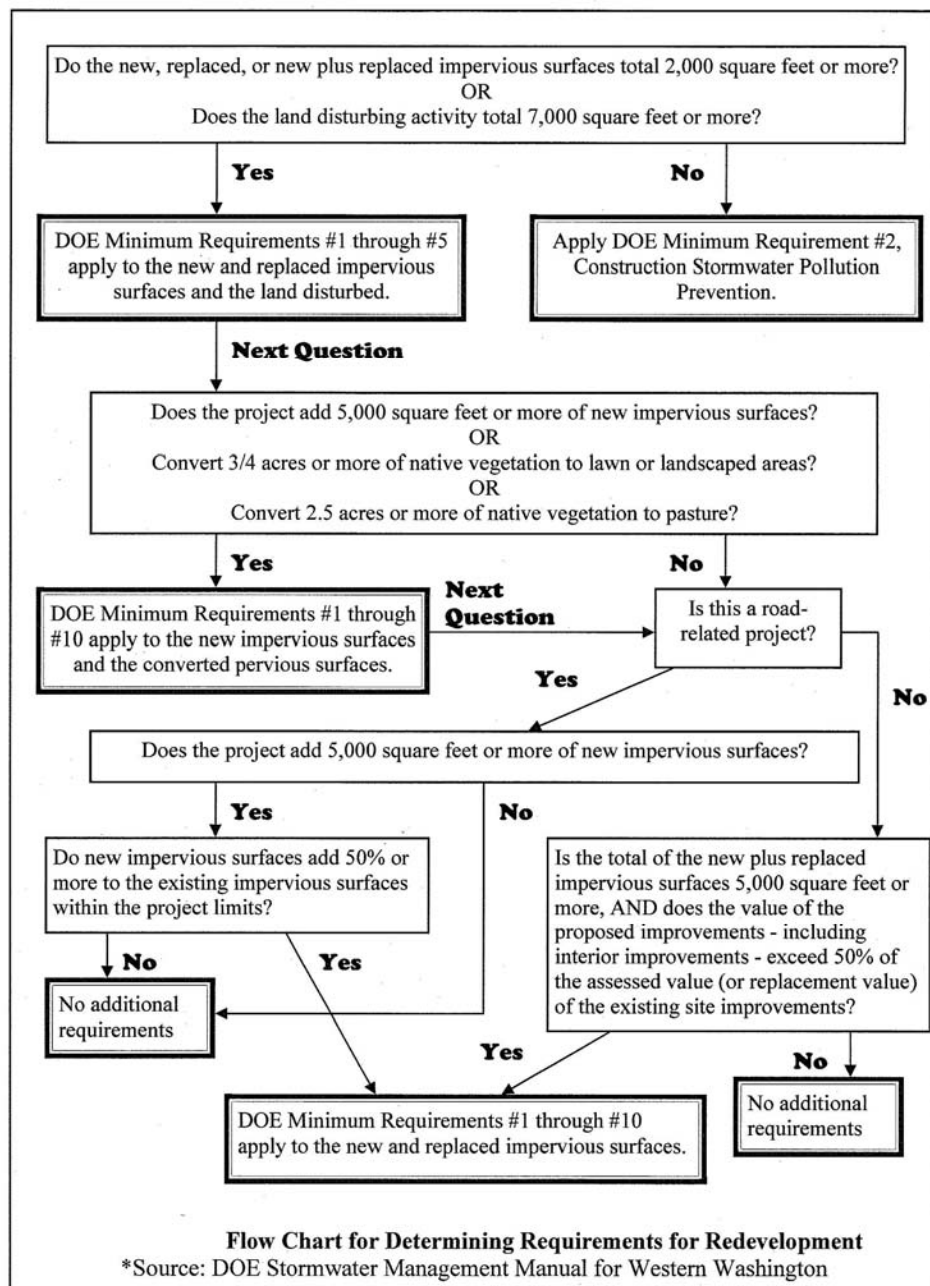 Do the new, replaced, or new plus replaced impervious surfaces total 2,000 square feet or more?
OR
Does the land disturbing activity total 7,000 square feet or more?
Yes
No
DOE Minimum Requirements #1 through #5
apply to the new and replaced impervious
surfaces and the land disturbed.
Apply DOE Minimum Requirement #2,
Construction Stormwater Pollution
Prevention.
Next Question
Does the project add 5,000 square feet or more of new impervious surfaces?
OR
Convert 3/4 acres or more of native vegetation to lawn or landscaped areas?
OR
Convert 2.5 acres or more of native vegetation to pasture?
Yes
No
DOE Minimum Requirements #1 through
#10 apply to the new impervious surfaces
and the converted pervious surfaces.
Next
Question
Is this a road-
related project?
Yes
No
Does the project add 5,000 square feet or more of new impervious surfaces?
Yes
No
Do new impervious surfaces add 50% or
more to the existing impervious surfaces
within the project limits?
Is the total of the new plus replaced
impervious surfaces 5,000 square feet or
more, AND does the value of the
proposed improvements - including
interior improvements - exceed 50% of
the assessed value (or replacement value)
of the existing site improvements?
No
Yes
No additional
requirements
Yes
No
DOE Minimum Requirements #1 through #10
apply to the new and replaced impervious surfaces.
No additional
requirements
Flow Chart for Determining Requirements for Redevelopment
*Source: DOE Stormwater Management Manual for Western Washington